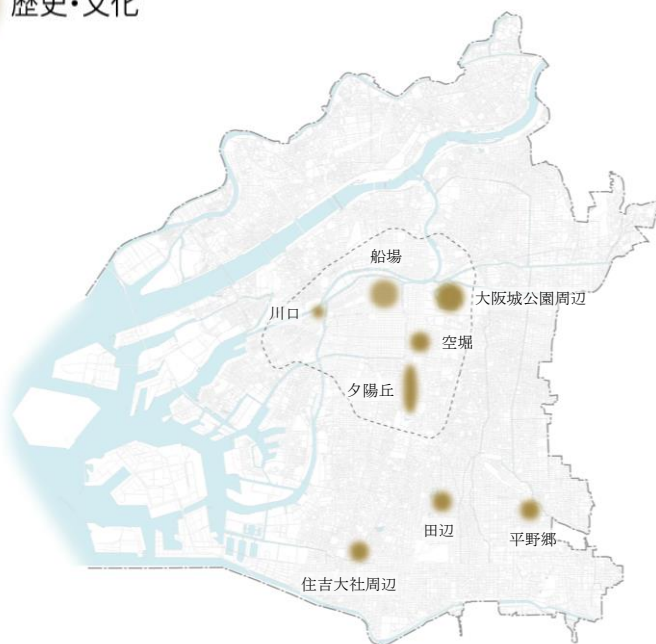 歴史・文化
船場
大阪城公園周辺
川口
空堀
夕陽丘
田辺
平野郷
住吉大社周辺